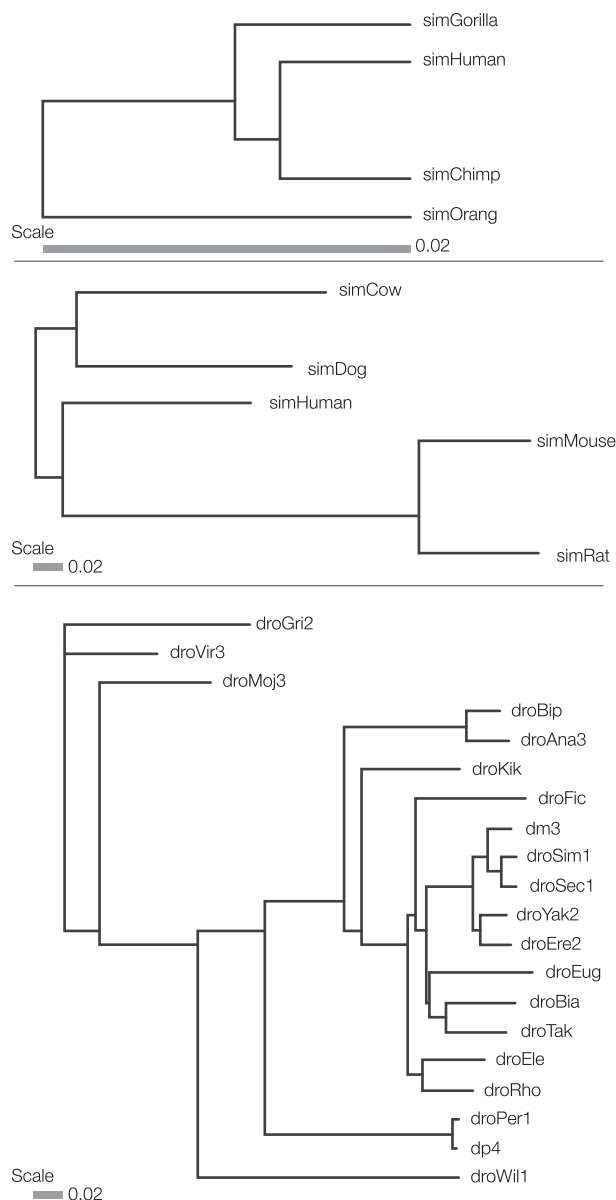 simGorilla
simHuman
simChimp
simOrang
Scale
0.02
simCow
simDog
simHuman
simMouse
simRat
Scale
0.02
droGri2
droVir3
droMoj3
droBip
droAna3
droKik
droFic
dm3
droSim1
droSec1
droYak2
droEre2
droEug
droBia
droTak
droEle
droRho
droPer1
dp4
droWil1
Scale
0.02